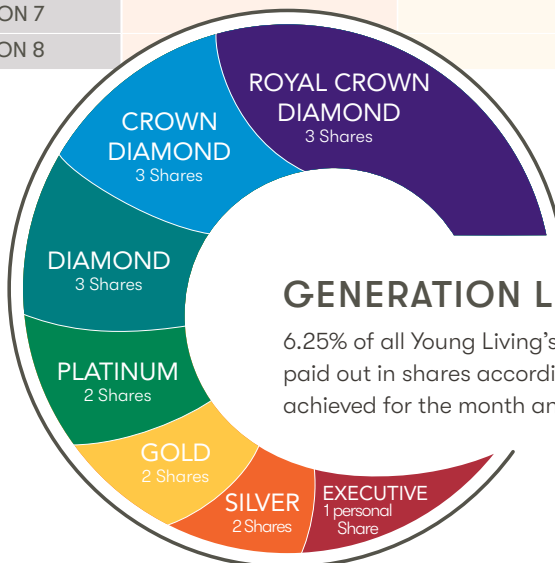 ON 7
ON 8
ROYAL CROWN
DIAMOND
3 Shares
CROWN
DIAMOND
3 Shares
DIAMOND
3 Shares
GENERATION L
6.25% of all Young Living's
paid out in shares accordi
achieved for the month an
PLATINUM
2 Shares
GOLD
2 Shares
SILVER
2 Shares
EXECUTIVE
1 personal
Share